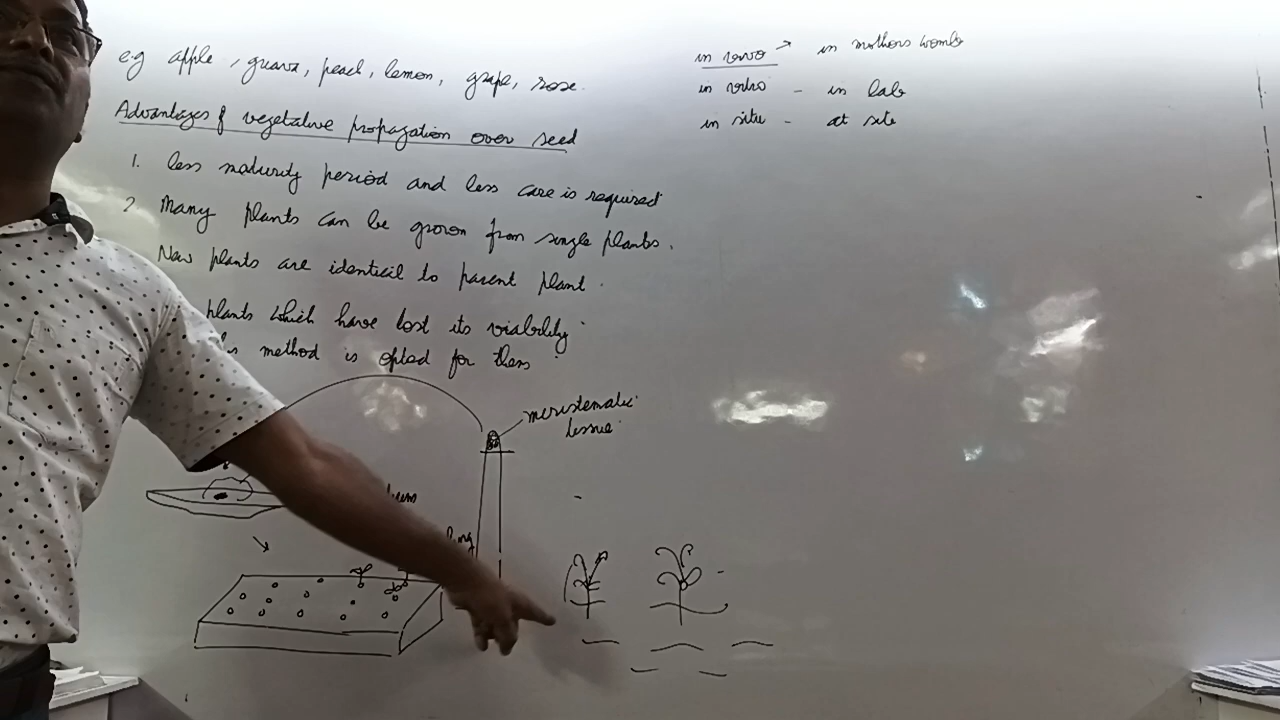 e.g apple, guava, peach, lemon, grape, rose.
Advantages of vegetative propagation over seed
1. less maturity period and less care is required
2 Many plants can be grown from single plants.
New plants are identical to parent plant.
plants which have lost its viability
method is opted for them
meristematic
tissue
in vivo → in mothers womb
in vitro - in lab
in situ - at site